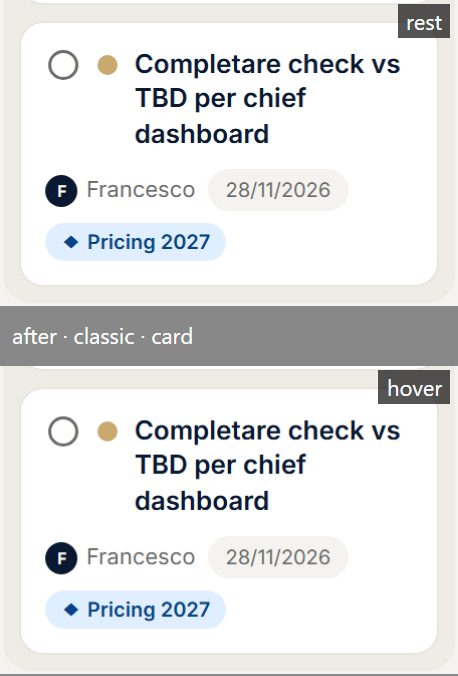 rest
Completare check vs
TBD per chief
dashboard
F Francesco 28/11/2026
◆ Pricing 2027
after · classic · card
hover
Completare check vs
TBD per chief
dashboard
F Francesco 28/11/2026
◆ Pricing 2027